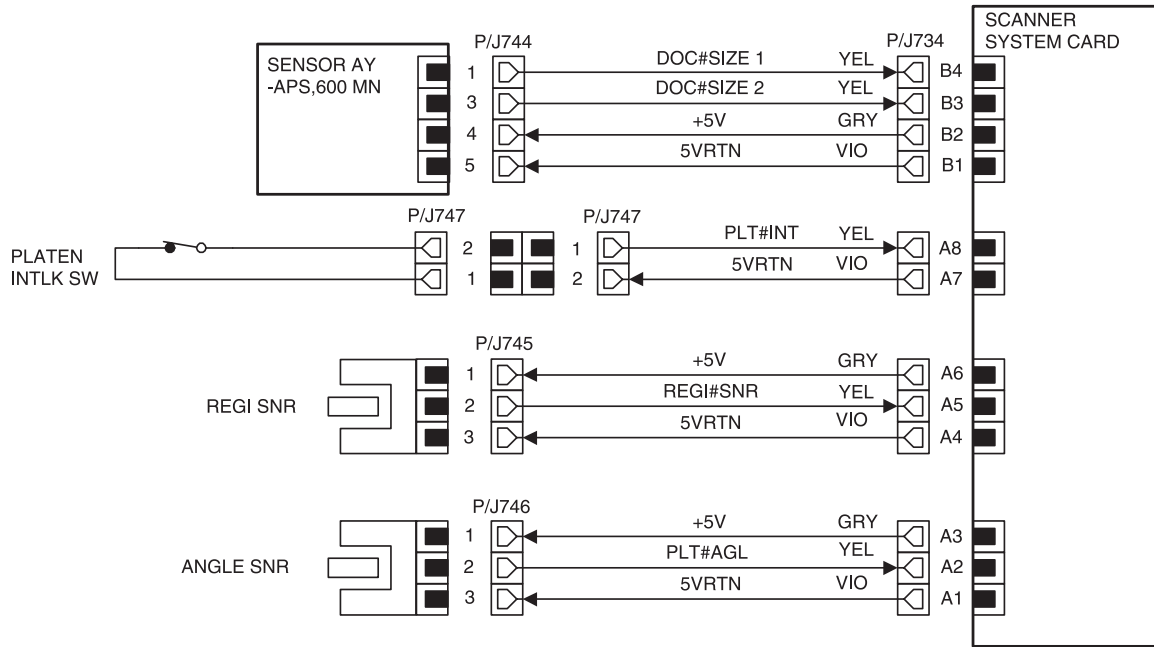 SCANNER
SYSTEM CARD
P/J744 P/J734
SENSOR AY
-APS,600 MN
1 DOC#SIZE 1 YEL B4
3 DOC#SIZE 2 YEL B3
4 +5V GRY B2
5 5VRTN VIO B1
P/J747 P/J747
PLATEN
INTLK SW
2 1 PLT#INT YEL A8
1 2 5VRTN VIO A7
P/J745
REGI SNR
1 +5V GRY A6
2 REGI#SNR YEL A5
3 5VRTN VIO A4
P/J746
ANGLE SNR
1 +5V GRY A3
2 PLT#AGL YEL A2
3 5VRTN VIO A1